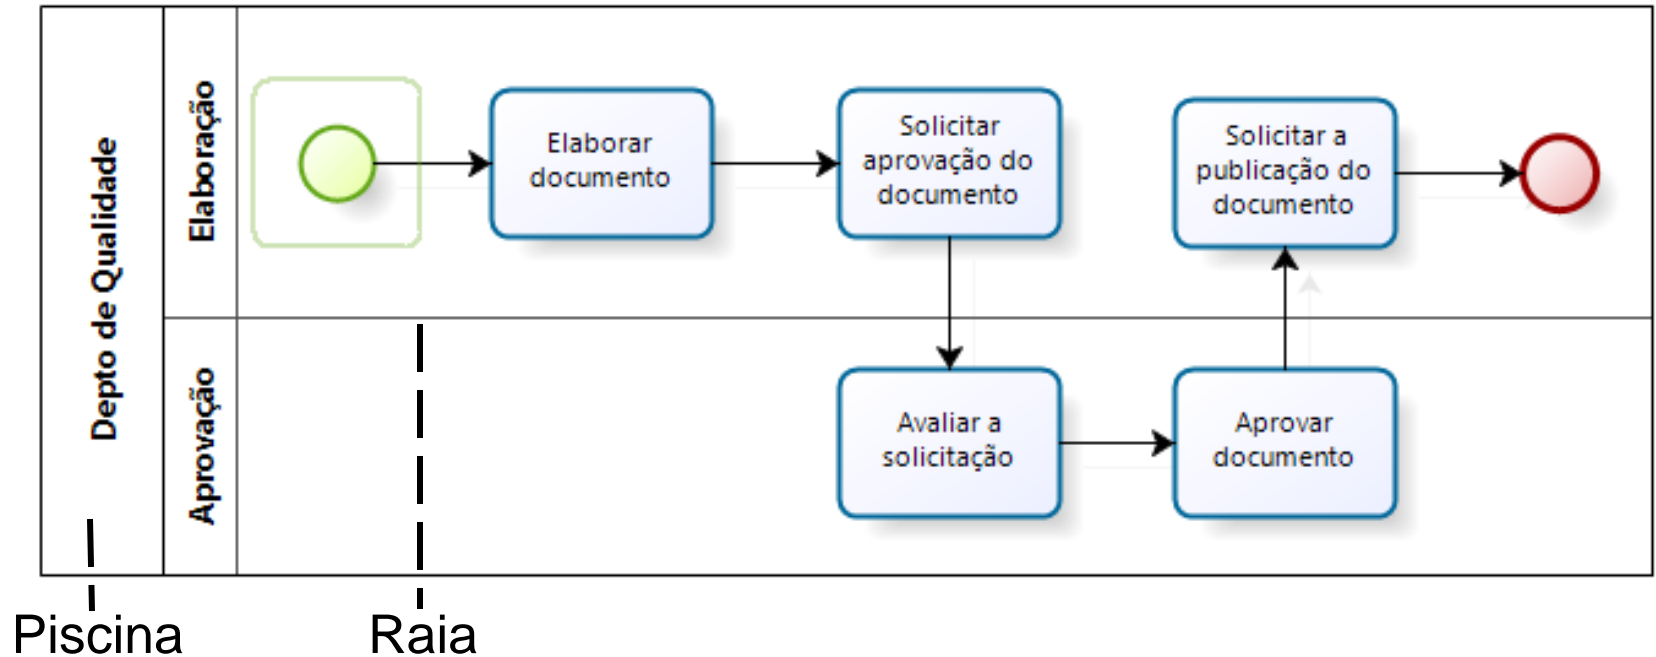 Depto de Qualidade
Elaboração
Elaborar
documento
Solicitar
aprovação do
documento
Solicitar a
publicação do
documento
Aprovação
Avaliar a
solicitação
Aprovar
documento
Piscina
Raia